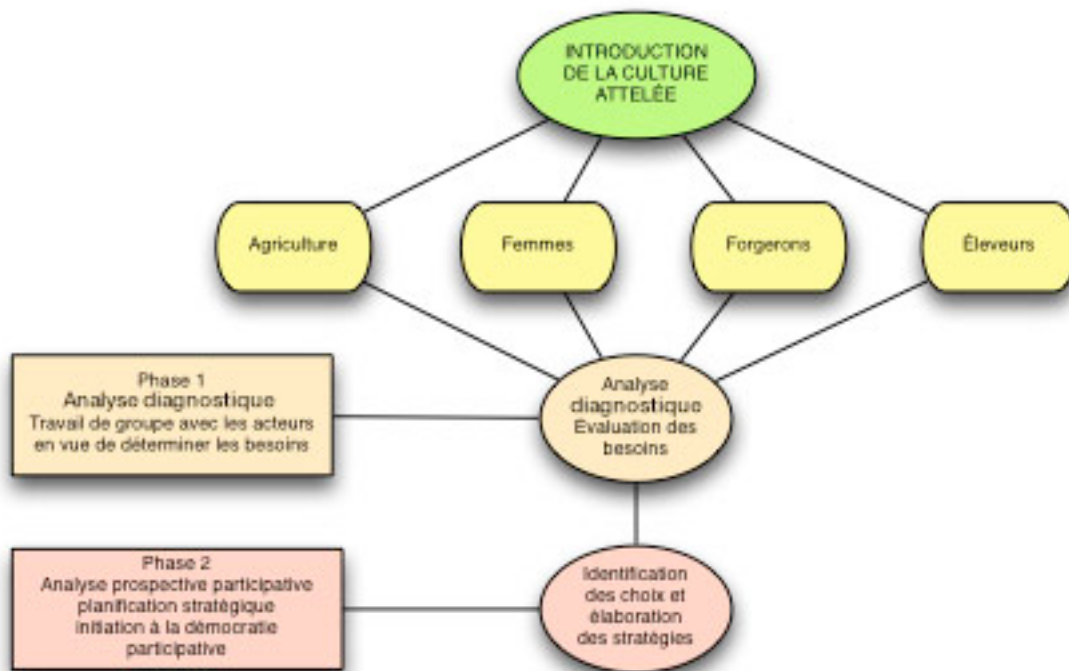 INTRODUCTION
DE LA CULTURE
ATTELÉE
Agriculture
Femmes
Forgerons
Éleveurs
Phase 1
Analyse diagnostique
Travail de groupe avec les acteurs
en vue de déterminer les besoins
Analyse
diagnostique
Évaluation des
besoins
Phase 2
Analyse prospective participative
planification stratégique
Initiation à la démocratie
participative
Identification
des choix et
élaboration
des stratégies